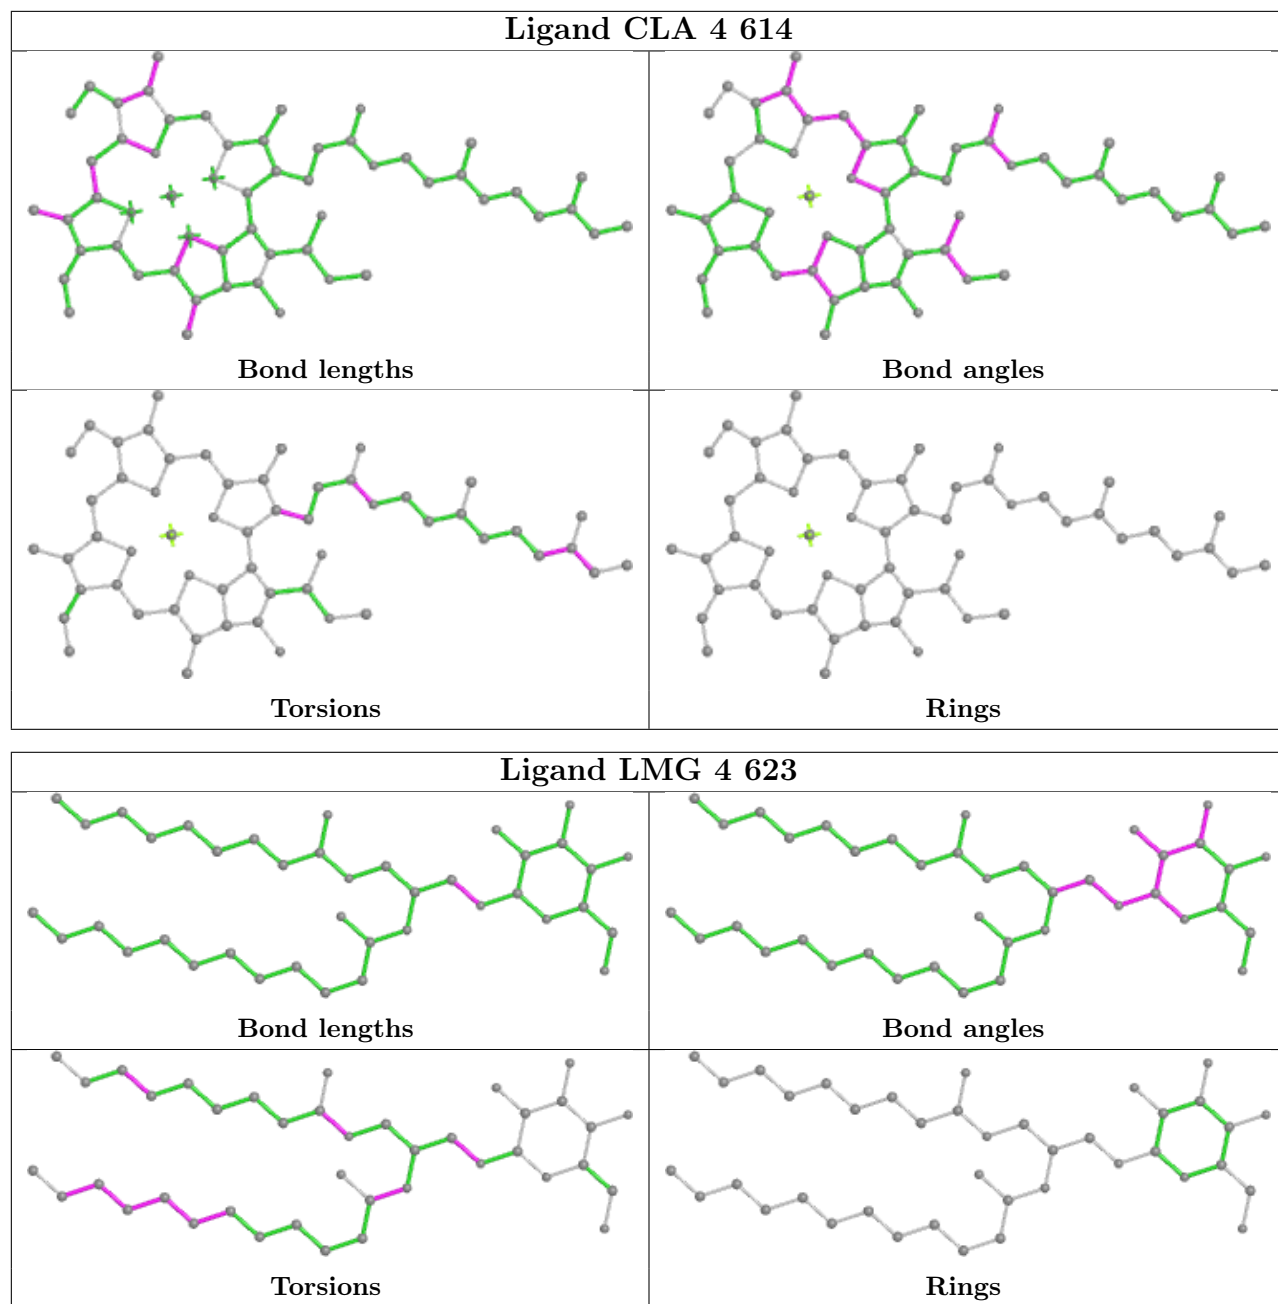 Ligand CLA 4 614
Bond lengths
Bond angles
Torsions
Rings
Ligand LMG 4 623
Bond lengths
Bond angles
Torsions
Rings